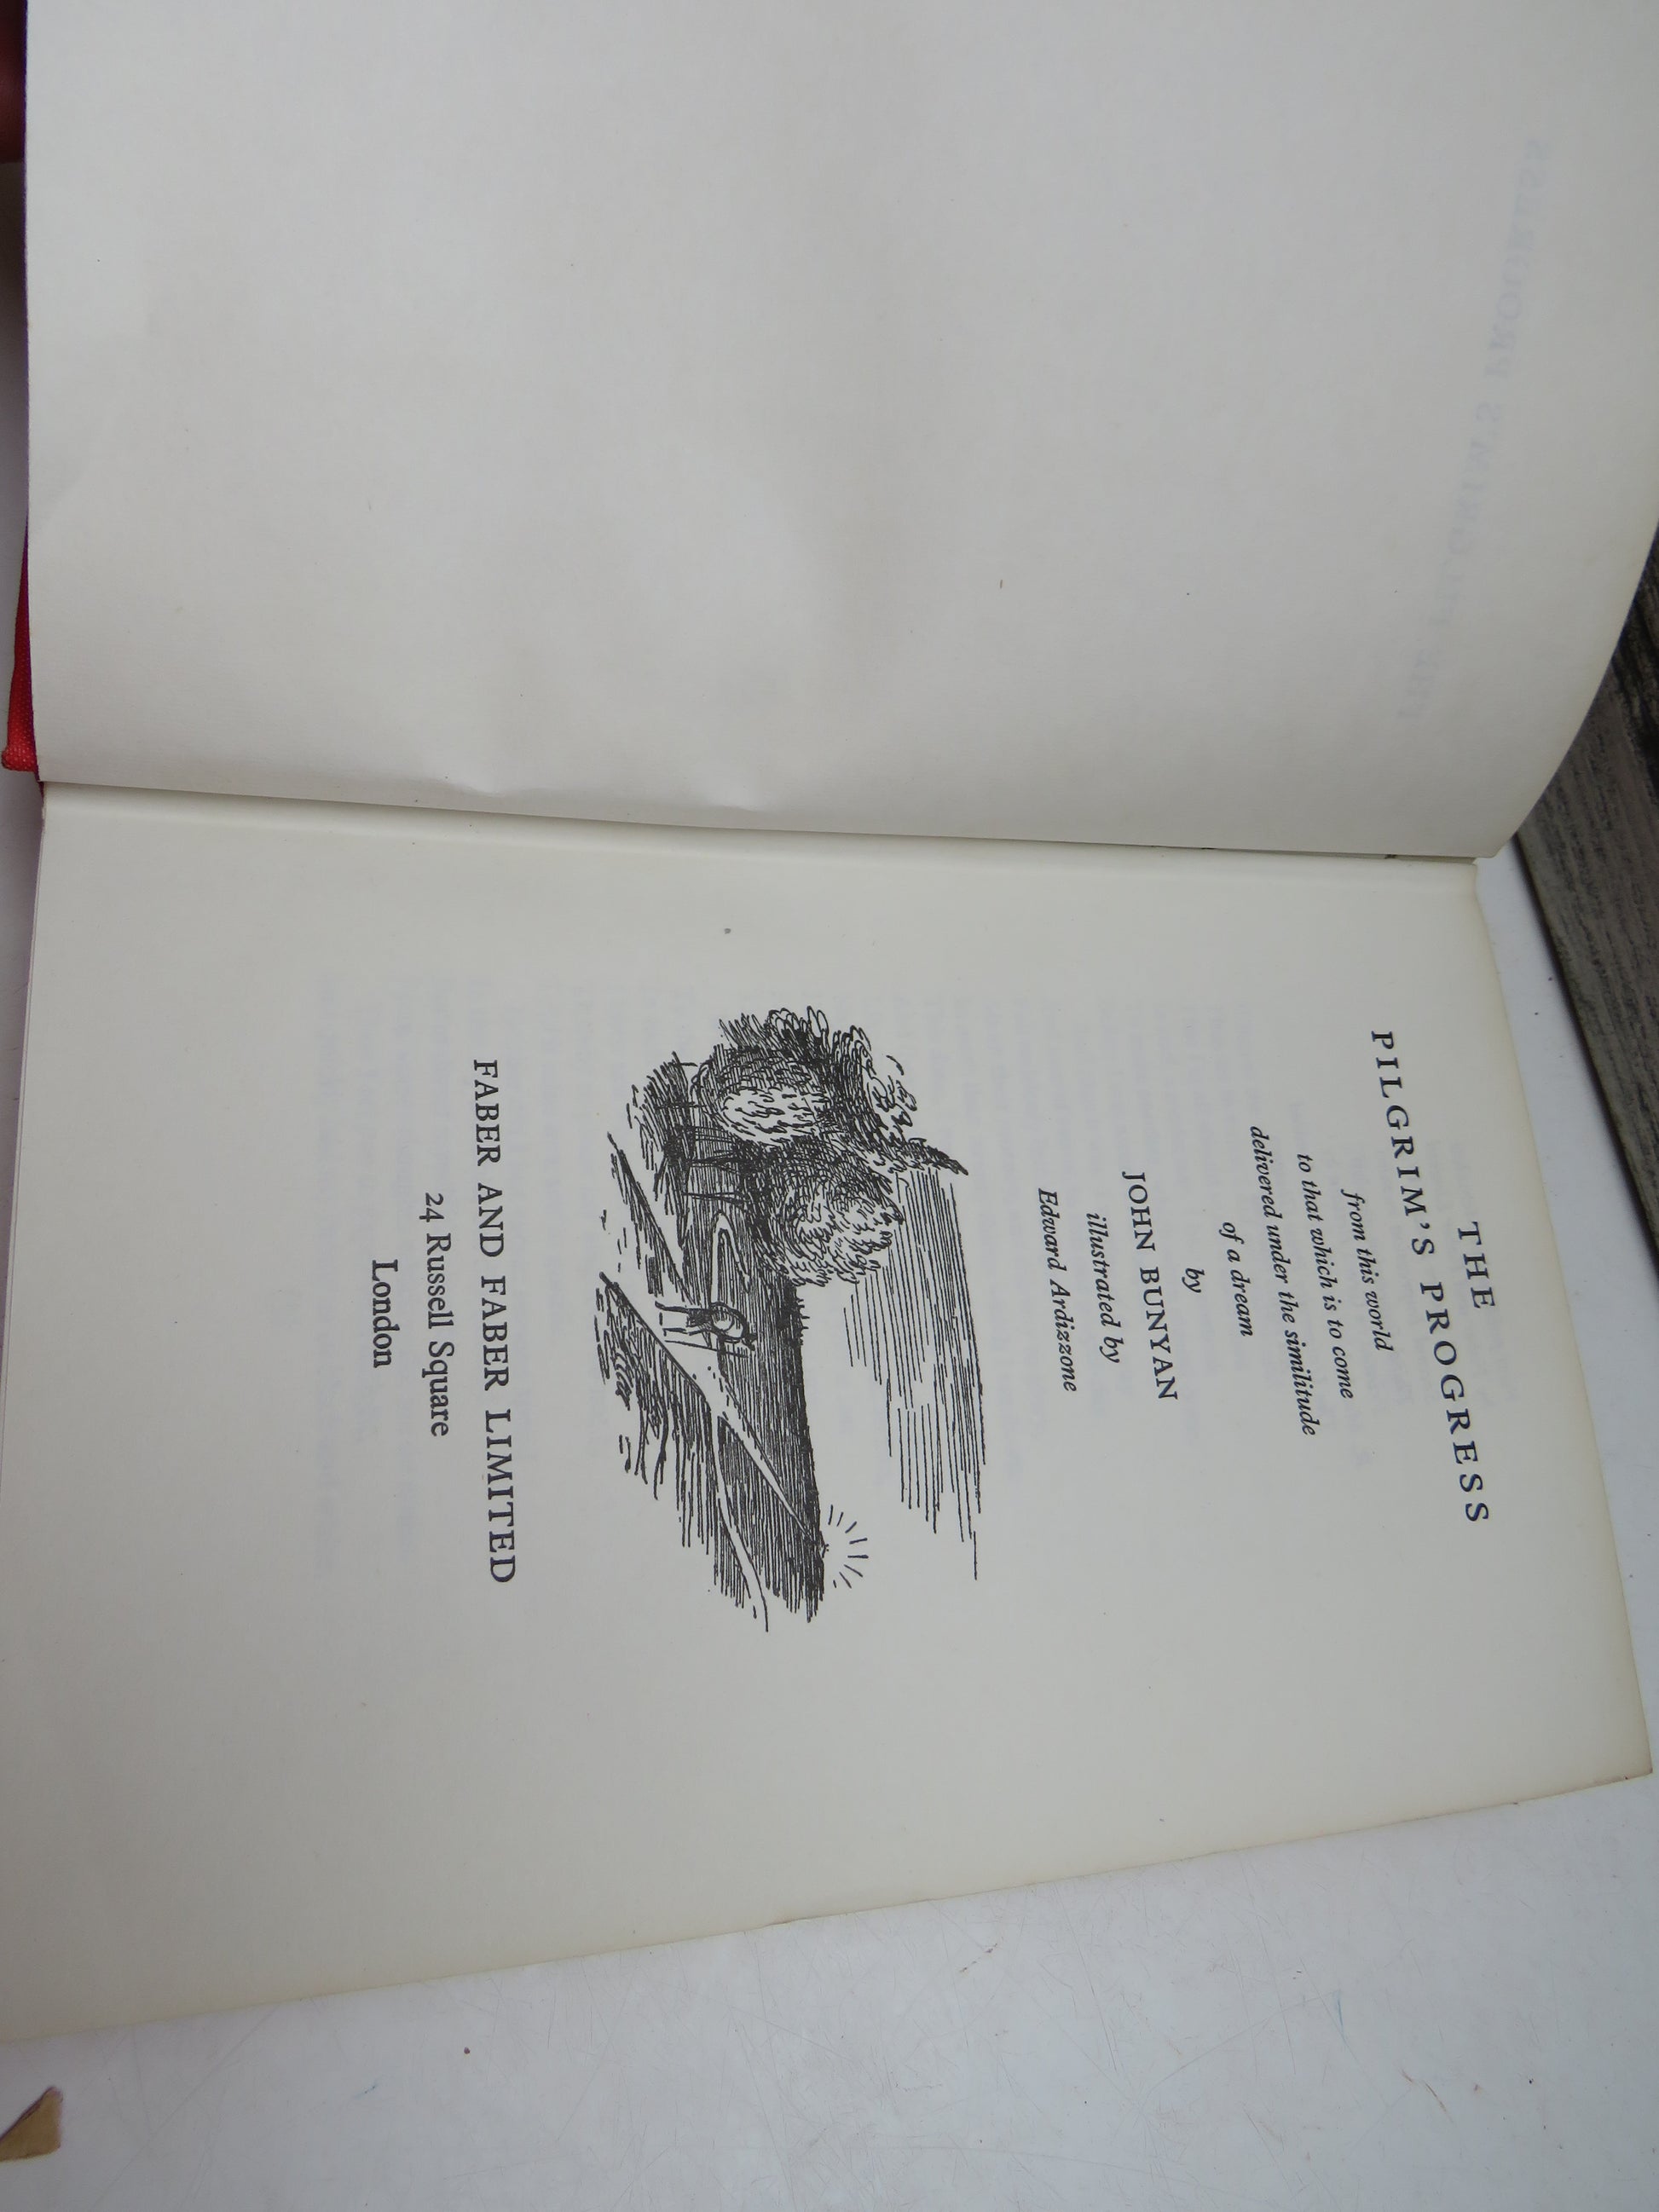 THE
PILGRIM'S PROGRESS
from this world
to that which is to come
delivered under the similitude
of a dream
by
JOHN BUNYAN
illustrated by
Edward Ardizzone
FABER AND FABER LIMITED
24 Russell Square
London